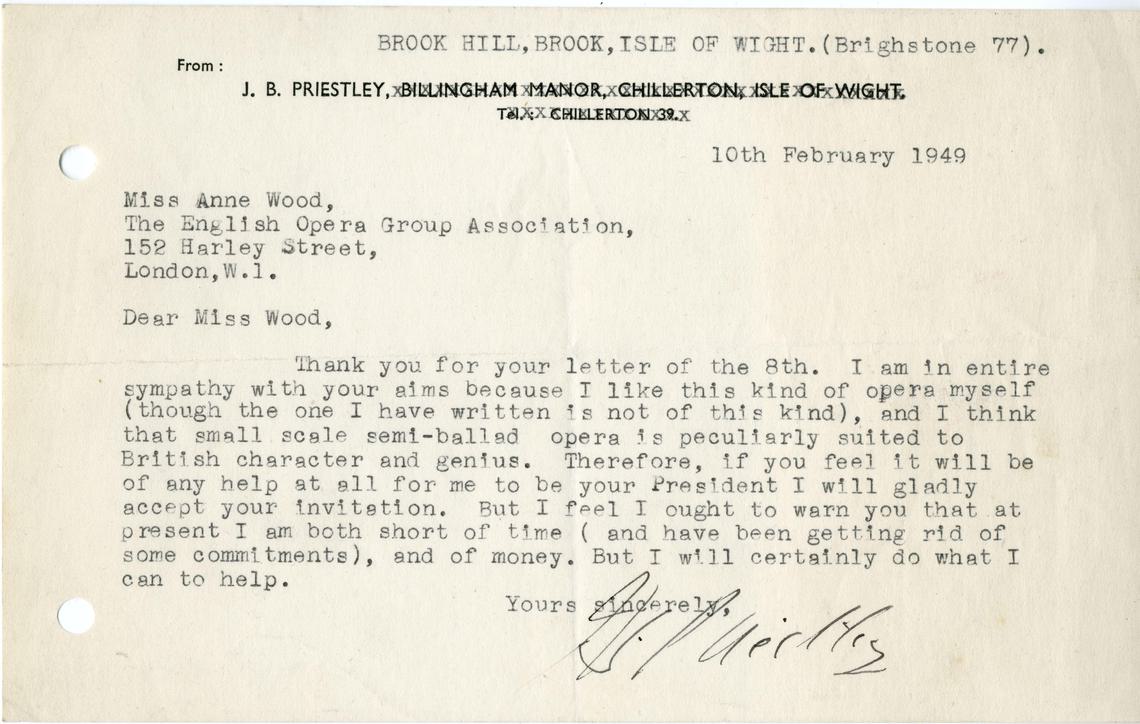 BROOK HILL,BROOK,ISLE OF WIGHT.(Brighstone 77).
From :
J. B. PRIESTLEY, BILLINGHAM MANOR, CHILLERTON, ISLE OF WIGHT.
Tel.: CHILLERTON 39.
10th February 1949
Miss Anne Wood,
The English Opera Group Association,
152 Harley Street,
London,W.1.
Dear Miss Wood,
Thank you for your letter of the 8th. I am in entire
sympathy with your aims because I like this kind of opera myself
(though the one I have written is not of this kind), and I think
that small scale semi-ballad opera is peculiarly suited to
British character and genius. Therefore, if you feel it will be
of any help at all for me to be your President I will gladly
accept your invitation. But I feel I ought to warn you that at
present I am both short of time ( and have been getting rid of
some commitments), and of money. But I will certainly do what I
can to help.
Yours sincerely,
J.B. Priestley